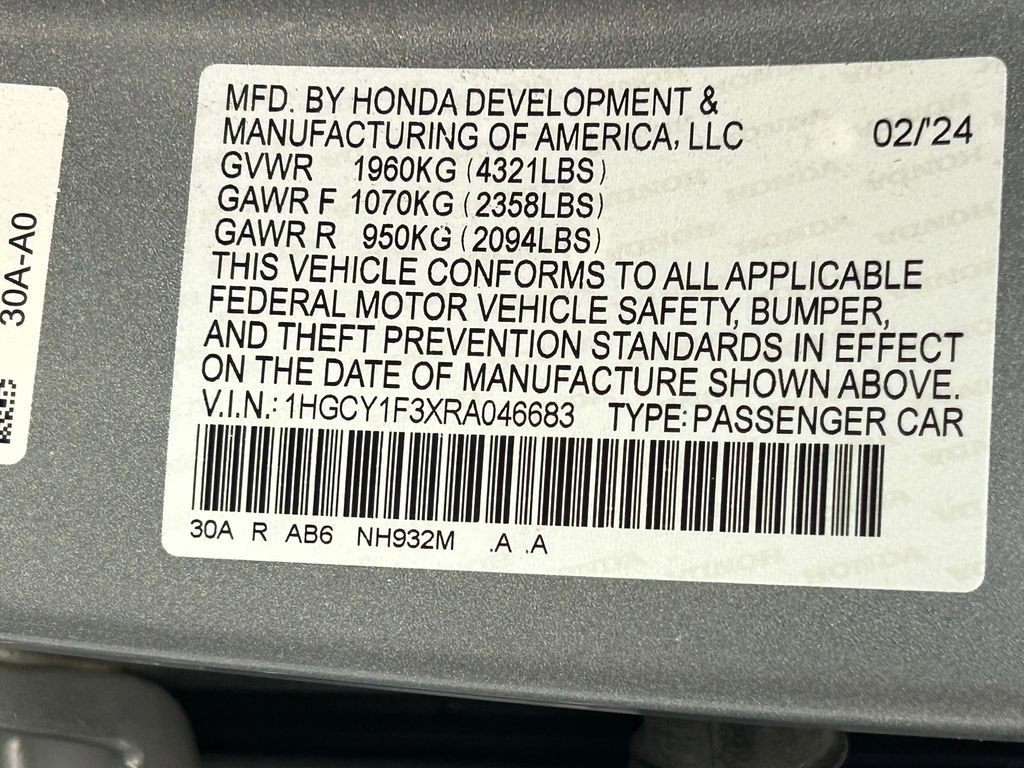 MFD. BY HONDA DEVELOPMENT &
MANUFACTURING OF AMERICA, LLC 02/'24
GVWR 1960KG (4321LBS)
GAWR F 1070KG (2358LBS)
GAWR R 950KG (2094LBS)
THIS VEHICLE CONFORMS TO ALL APPLICABLE
FEDERAL MOTOR VEHICLE SAFETY, BUMPER,
AND THEFT PREVENTION STANDARDS IN EFFECT
ON THE DATE OF MANUFACTURE SHOWN ABOVE.
V.I.N.: 1HGCY1F3XRA046683 TYPE: PASSENGER CAR
30A R AB6 NH932M .A .A
30A-A0